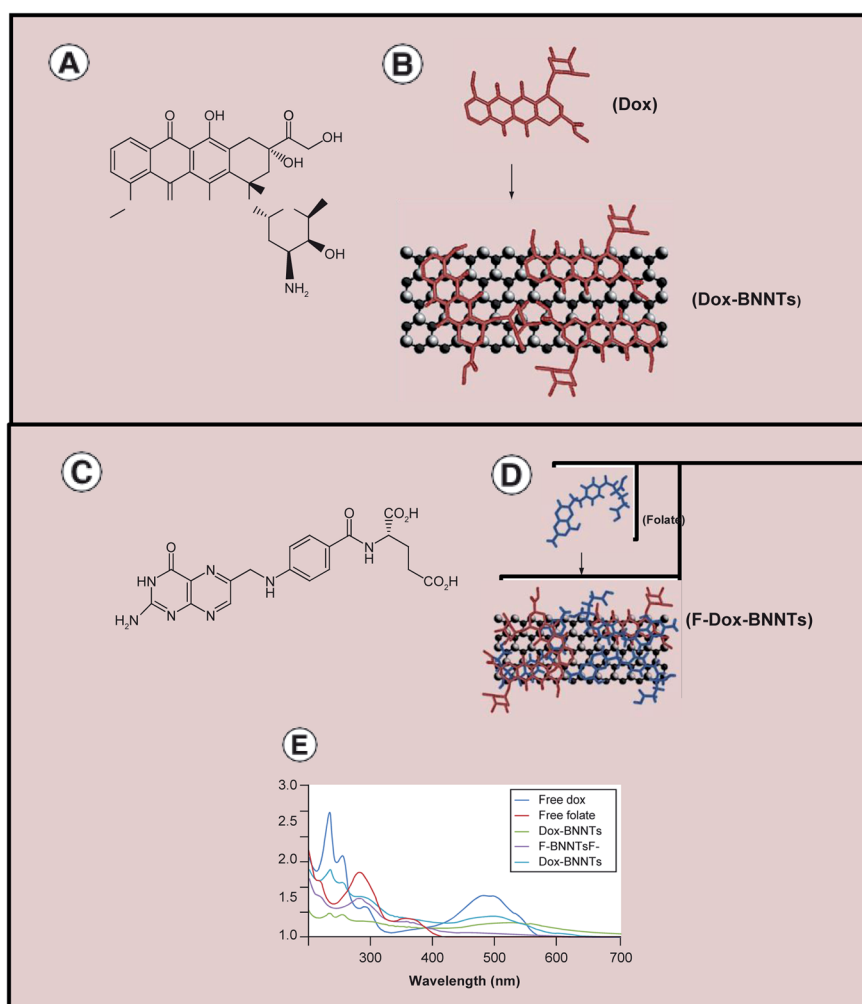 A
O
OH
O
OH
OH
OH
NH2
B
(Dox)
(Dox-BNNTs)
C
O
HN
H2N
N
N
N
N
N
H
O
N
H
CO2H
CO2H
D
(Folate)
(F-Dox-BNNTs)
E
3.0
2.5
2.0
1.5
1.0
Free dox
Free folate
Dox-BNNTs
F-BNNTsF-
Dox-BNNTs
300 400 500 600 700
Wavelength (nm)